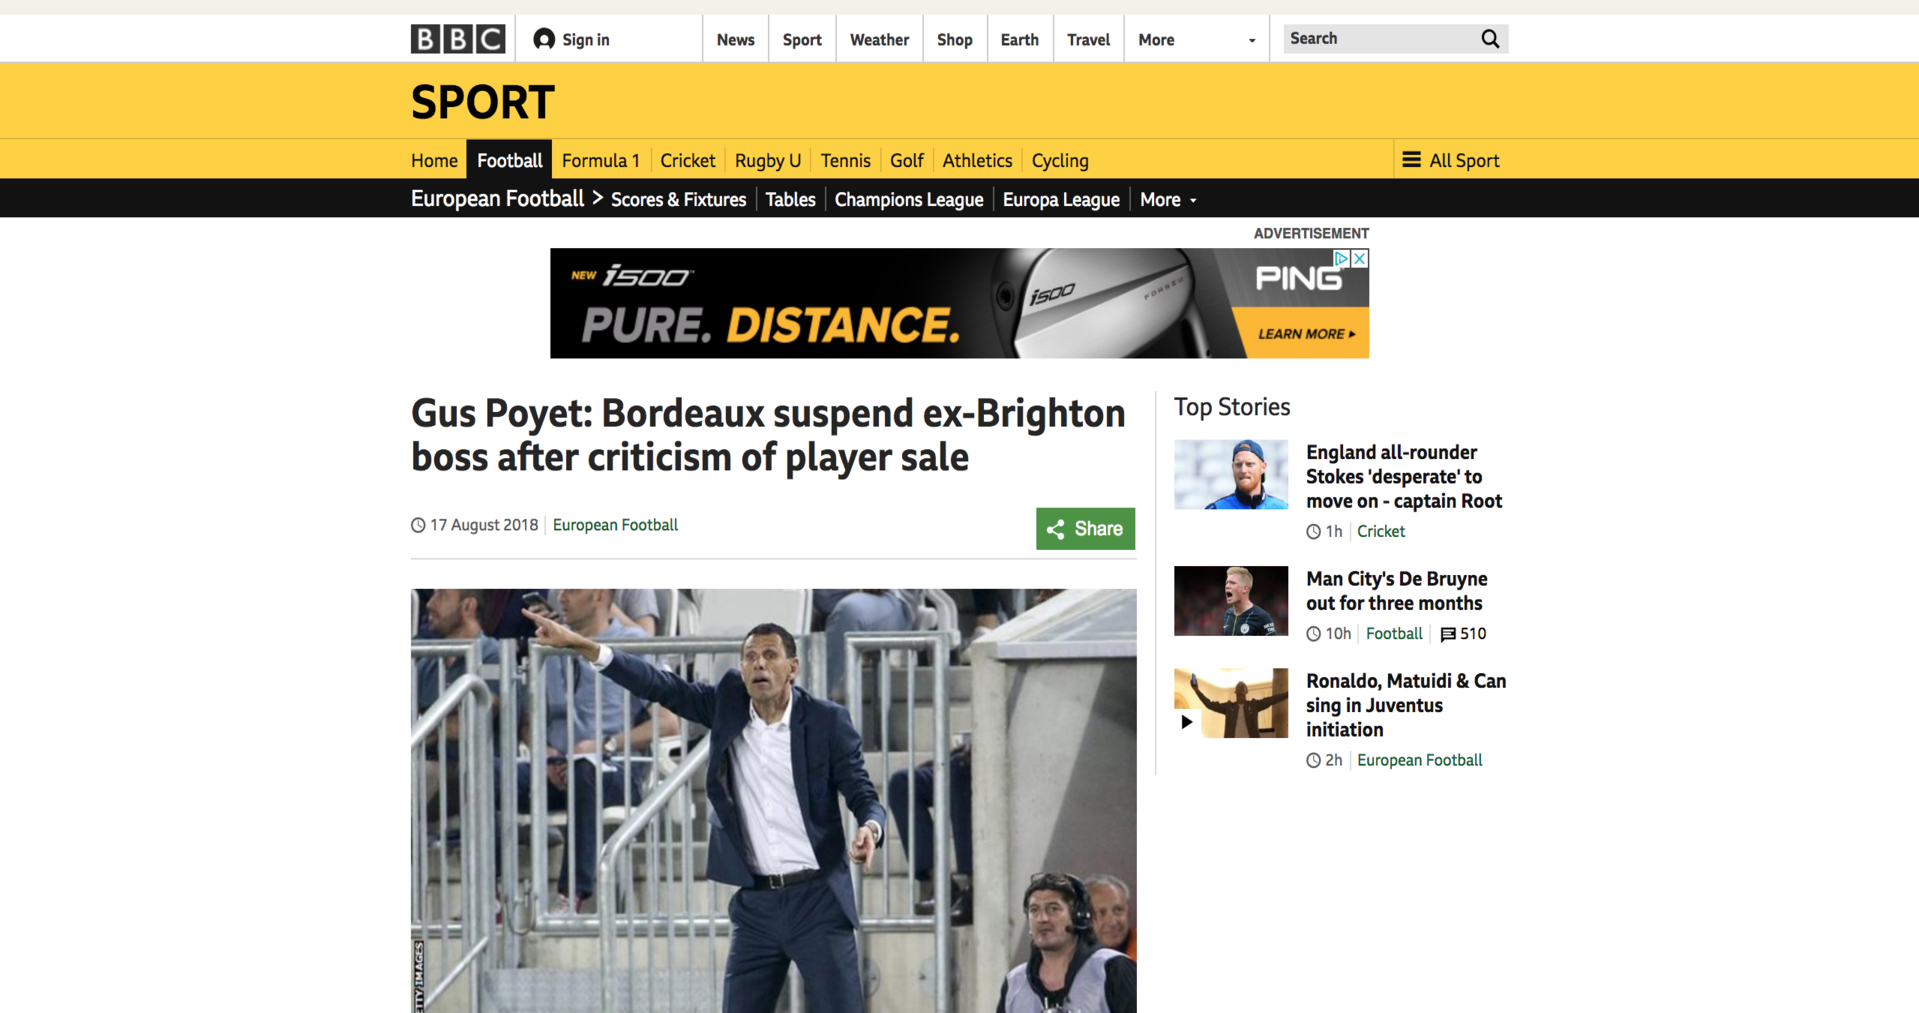 BBC
Sign in
News
Sport
Weather
Shop
Earth
Travel
More
Search
SPORT
Home
Football
Formula 1
Cricket
Rugby U
Tennis
Golf
Athletics
Cycling
All Sport
European Football
Scores & Fixtures
Tables
Champions League
Europa League
More
ADVERTISEMENT
NEW i500
PURE. DISTANCE.
i500
FORGED
PING
LEARN MORE
Gus Poyet: Bordeaux suspend ex-Brighton
boss after criticism of player sale
17 August 2018
European Football
Share
Top Stories
England all-rounder
Stokes 'desperate' to
move on - captain Root
1h
Cricket
Man City's De Bruyne
out for three months
10h
Football
510
Ronaldo, Matuidi & Can
sing in Juventus
initiation
2h
European Football
IMAGES